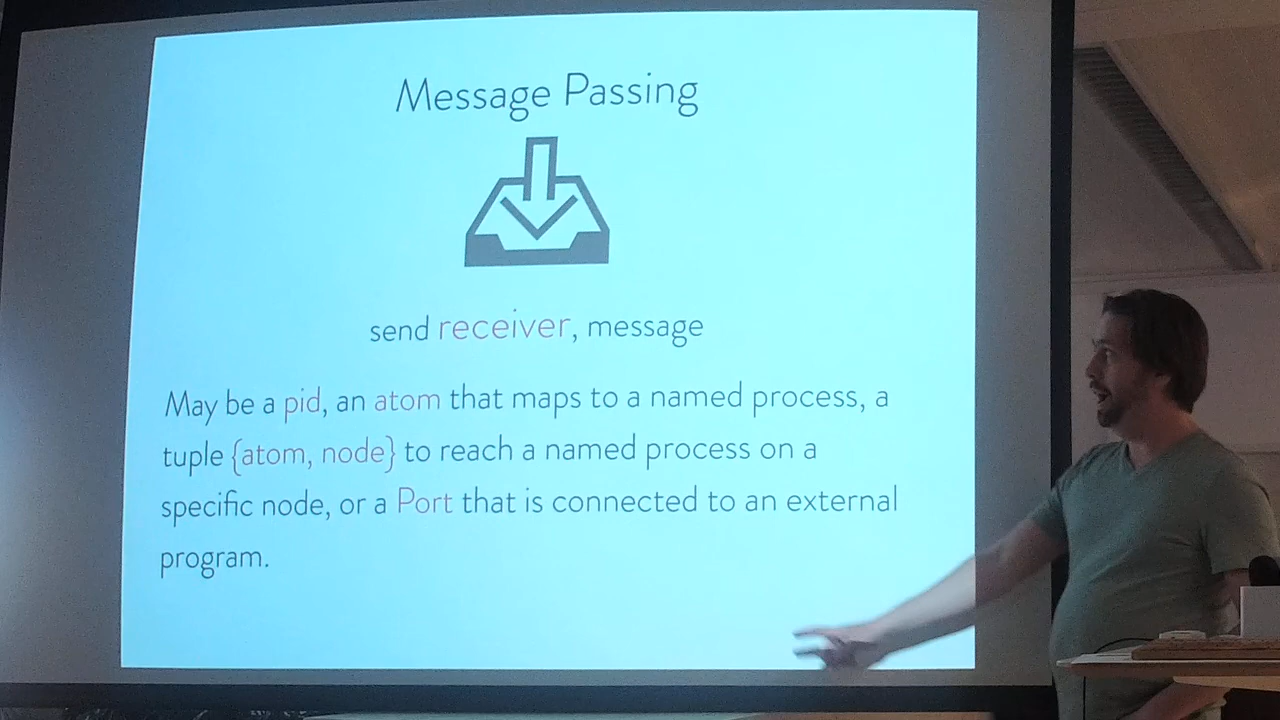 Message Passing
send receiver, message
May be a pid, an atom that maps to a named process, a
tuple {atom, node} to reach a named process on a
specific node, or a Port that is connected to an external
program.